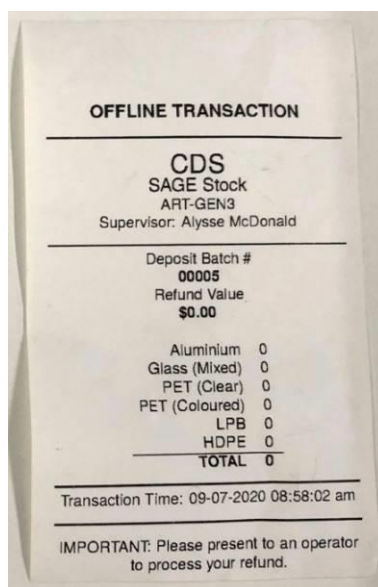 OFFLINE TRANSACTION
CDS
SAGE Stock
ART-GEN3
Supervisor: Alysse McDonald
Deposit Batch #
00005
Refund Value
$0.00
Aluminium 0
Glass (Mixed) 0
PET (Clear) 0
PET (Coloured) 0
LPB 0
HDPE 0
TOTAL 0
Transaction Time: 09-07-2020 08:58:02 am
IMPORTANT: Please present to an operator
to process your refund.